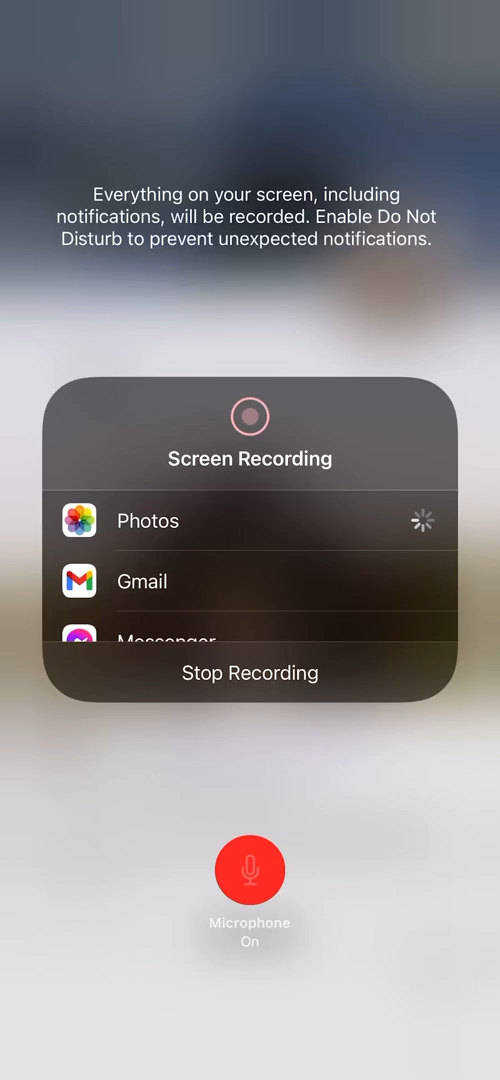 Everything on your screen, including
notifications, will be recorded. Enable Do Not
Disturb to prevent unexpected notifications.
Screen Recording
Photos
Gmail
Messenger
Stop Recording
Microphone
On